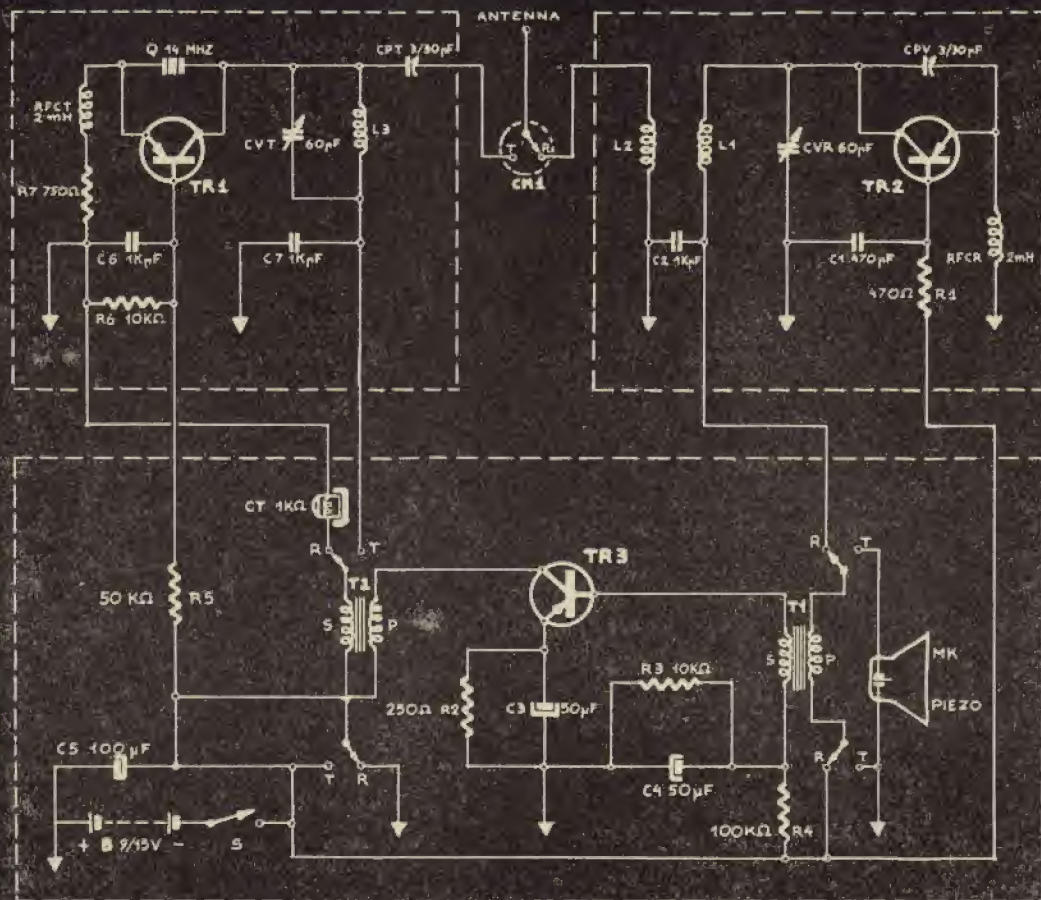 ANTENNA
Q 14 MHZ
CPT 3/30pF
CPV 3/30pF
RFCT
2mH
L3
CVT 60pF
T R
CM1
L2
L1
CVR 60pF
TR1
TR2
R7 750Ω
C6 1KpF
C7 1KpF
C2 1KpF
C1 470pF
RFCR 2mH
R6 10KΩ
470Ω R1
CT 1KΩ
R T
TR3
R T
T2
T1
50 KΩ R5
S P
S P
MK
PIEZO
R3 10KΩ
250Ω R2
C3 50µF
C5 100µF
T R
C4 50µF
R T
+ B 9/15V - S
100KΩ R4